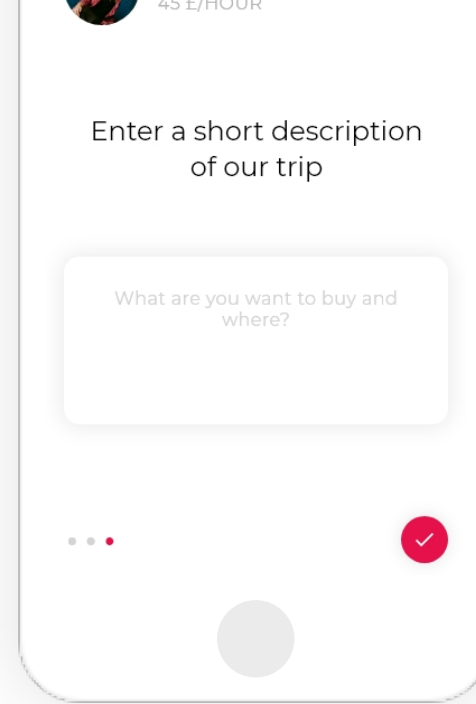 45 £/HOUR
Enter a short description
of our trip
What are you want to buy and
where?